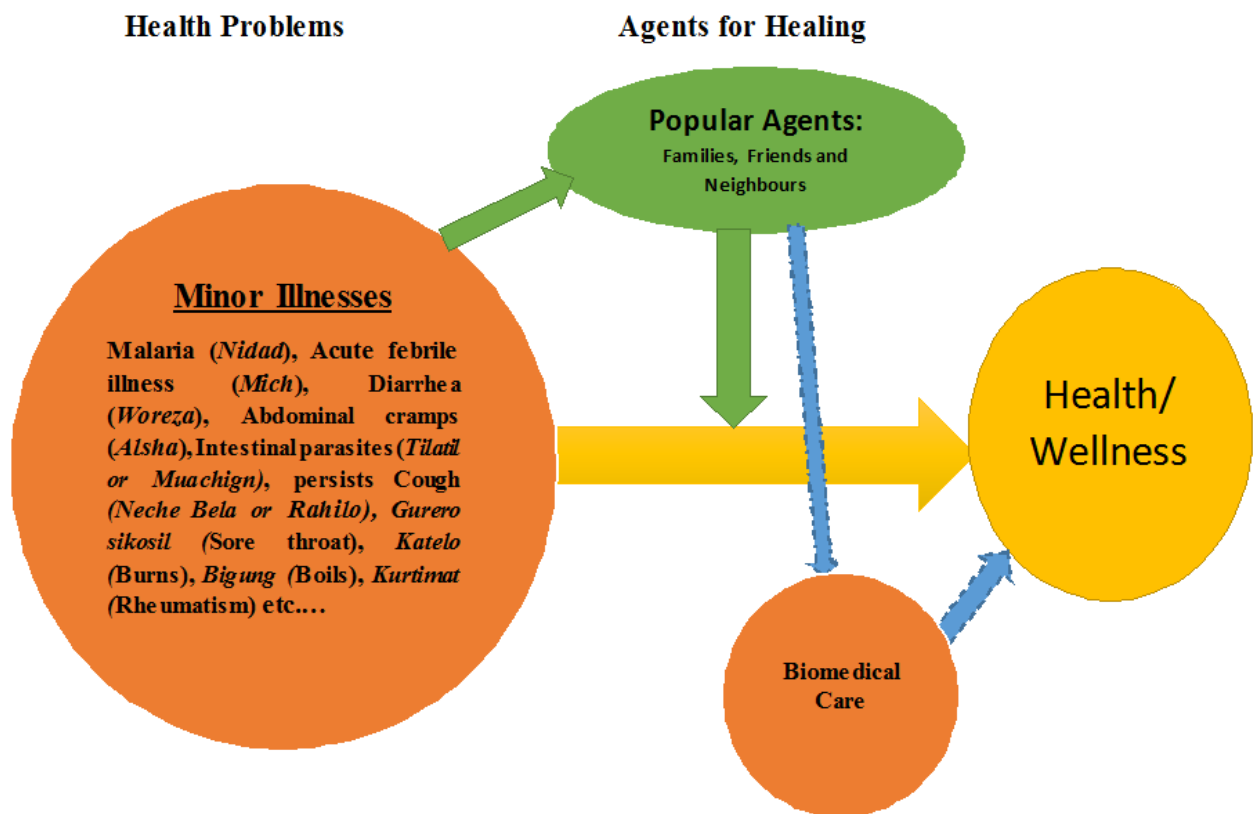 Health Problems
Agents for Healing
Popular Agents:
Families, Friends and
Neighbours
Minor Illnesses
Malaria (Nidad), Acute febrile
illness (Mich), Diarrhea
(Woreza), Abdominal cramps
(Alsha), Intestinal parasites (Tilatil
or Muachign), persists Cough
(Neche Bela or Rahilo), Gurero
sikosil (Sore throat), Katelo
(Burns), Bigung (Boils), Kurtimat
(Rheumatism) etc.…
Health/
Wellness
Biomedical
Care